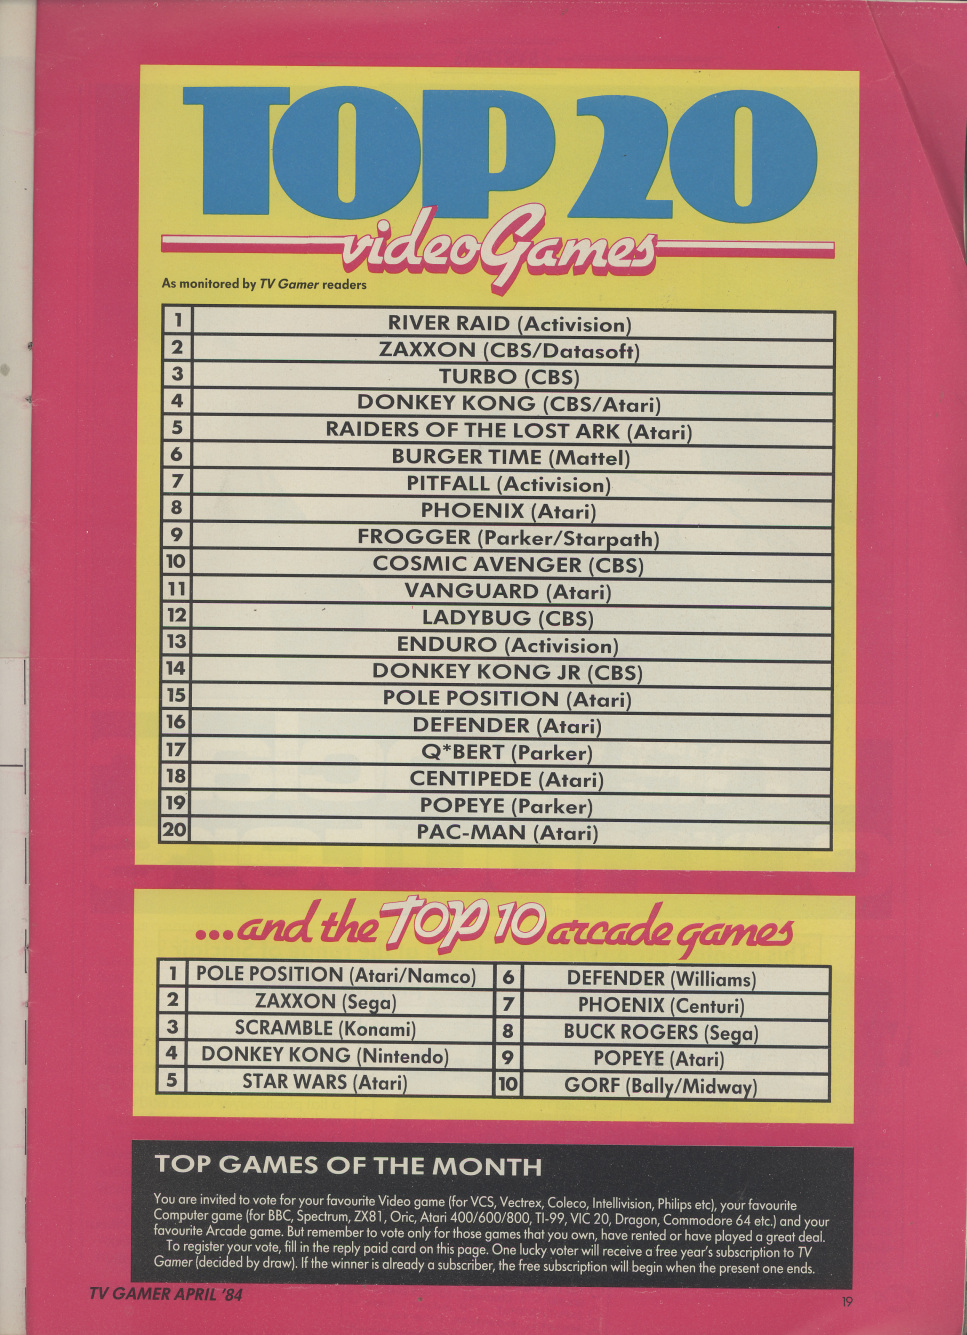 TOP 20
videoGames
As monitored by TV Gamer readers
1 RIVER RAID (Activision)
2 ZAXXON (CBS/Datasoft)
3 TURBO (CBS)
4 DONKEY KONG (CBS/Atari)
5 RAIDERS OF THE LOST ARK (Atari)
6 BURGER TIME (Mattel)
7 PITFALL (Activision)
8 PHOENIX (Atari)
9 FROGGER (Parker/Starpath)
10 COSMIC AVENGER (CBS)
11 VANGUARD (Atari)
12 LADYBUG (CBS)
13 ENDURO (Activision)
14 DONKEY KONG JR (CBS)
15 POLE POSITION (Atari)
16 DEFENDER (Atari)
17 Q*BERT (Parker)
18 CENTIPEDE (Atari)
19 POPEYE (Parker)
20 PAC-MAN (Atari)
...and the TOP 10 arcade games
1 POLE POSITION (Atari/Namco)
2 ZAXXON (Sega)
3 SCRAMBLE (Konami)
4 DONKEY KONG (Nintendo)
5 STAR WARS (Atari)
6 DEFENDER (Williams)
7 PHOENIX (Centuri)
8 BUCK ROGERS (Sega)
9 POPEYE (Atari)
10 GORF (Bally/Midway)
TOP GAMES OF THE MONTH
You are invited to vote for your favourite Video game (for VCS, Vectrex, Coleco, Intellivision, Philips etc), your favourite
Computer game (for BBC, Spectrum, ZX81, Oric, Atari 400/600/800, TI-99, VIC 20, Dragon, Commodore 64 etc.) and your
favourite Arcade game. But remember to vote only for those games that you own, have rented or have played a great deal.
To register your vote, fill in the reply paid card on this page. One lucky voter will receive a free year's subscription to TV
Gamer (decided by draw). If the winner is already a subscriber, the free subscription will begin when the present one ends.
TV GAMER APRIL '84
19